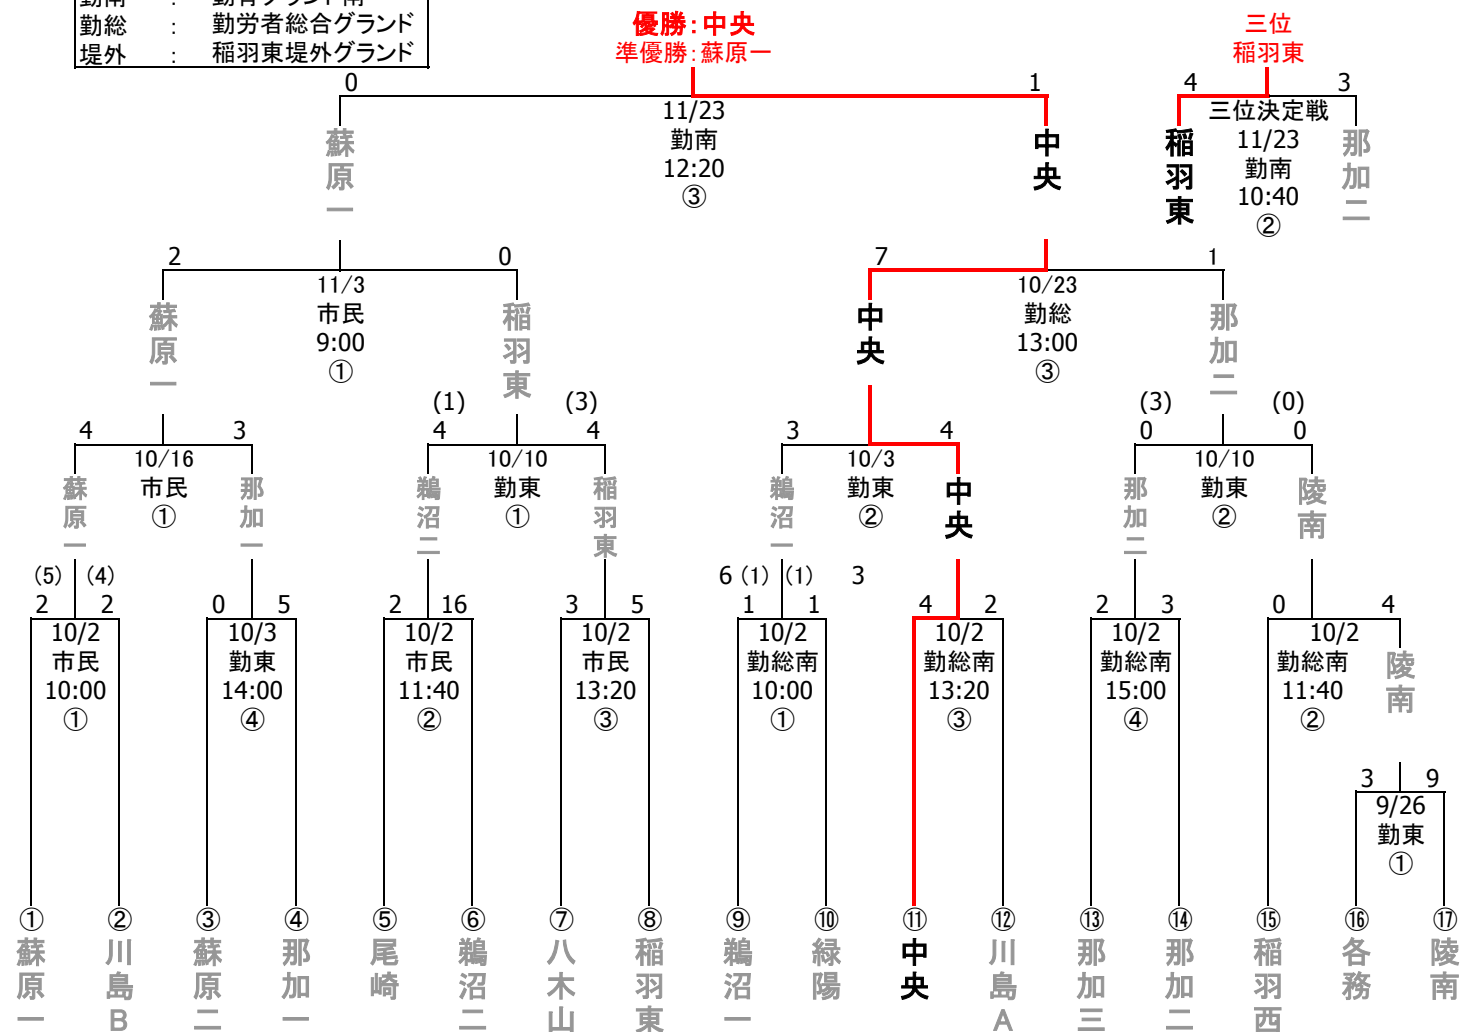 勤南 : 勤青グランド南
勤総 : 勤労者総合グランド
堤外 : 稲羽東堤外グランド
優勝：中央
準優勝：蘇原一
三位
稲羽東
0 1
4 3
11/23
勤南
12:20
③
三位決定戦
11/23
勤南
10:40
②
蘇原一
中央
稲羽東
那加二
2 0
7 1
11/3
市民
9:00
①
10/23
勤総
13:00
③
蘇原一
稲羽東
中央
那加二
(1) (3)
(3) (0)
4 3
4 4
3 4
0 0
10/16
市民
①
10/10
勤東
①
10/3
勤東
②
10/10
勤東
②
蘇原一
那加一
鵜沼二
稲羽東
鵜沼一
中央
那加二
陵南
(5) (4)
6 (1) (1) 3
2 2
0 5
2 16
3 5
1 1
4 2
2 3
0 4
10/2
市民
10:00
①
10/3
勤東
14:00
④
10/2
市民
11:40
②
10/2
市民
13:20
③
10/2
勤総南
10:00
①
10/2
勤総南
13:20
③
10/2
勤総南
15:00
④
10/2
勤総南
11:40
②
陵南
3 9
9/26
勤東
①
① ② ③ ④ ⑤ ⑥ ⑦ ⑧ ⑨ ⑩ ⑪ ⑫ ⑬ ⑭ ⑮ ⑯ ⑰
蘇原一
川島B
蘇原二
那加一
尾崎
鵜沼二
八木山
稲羽東
鵜沼一
緑陽
中央
川島A
那加三
那加二
稲羽西
各務
陵南